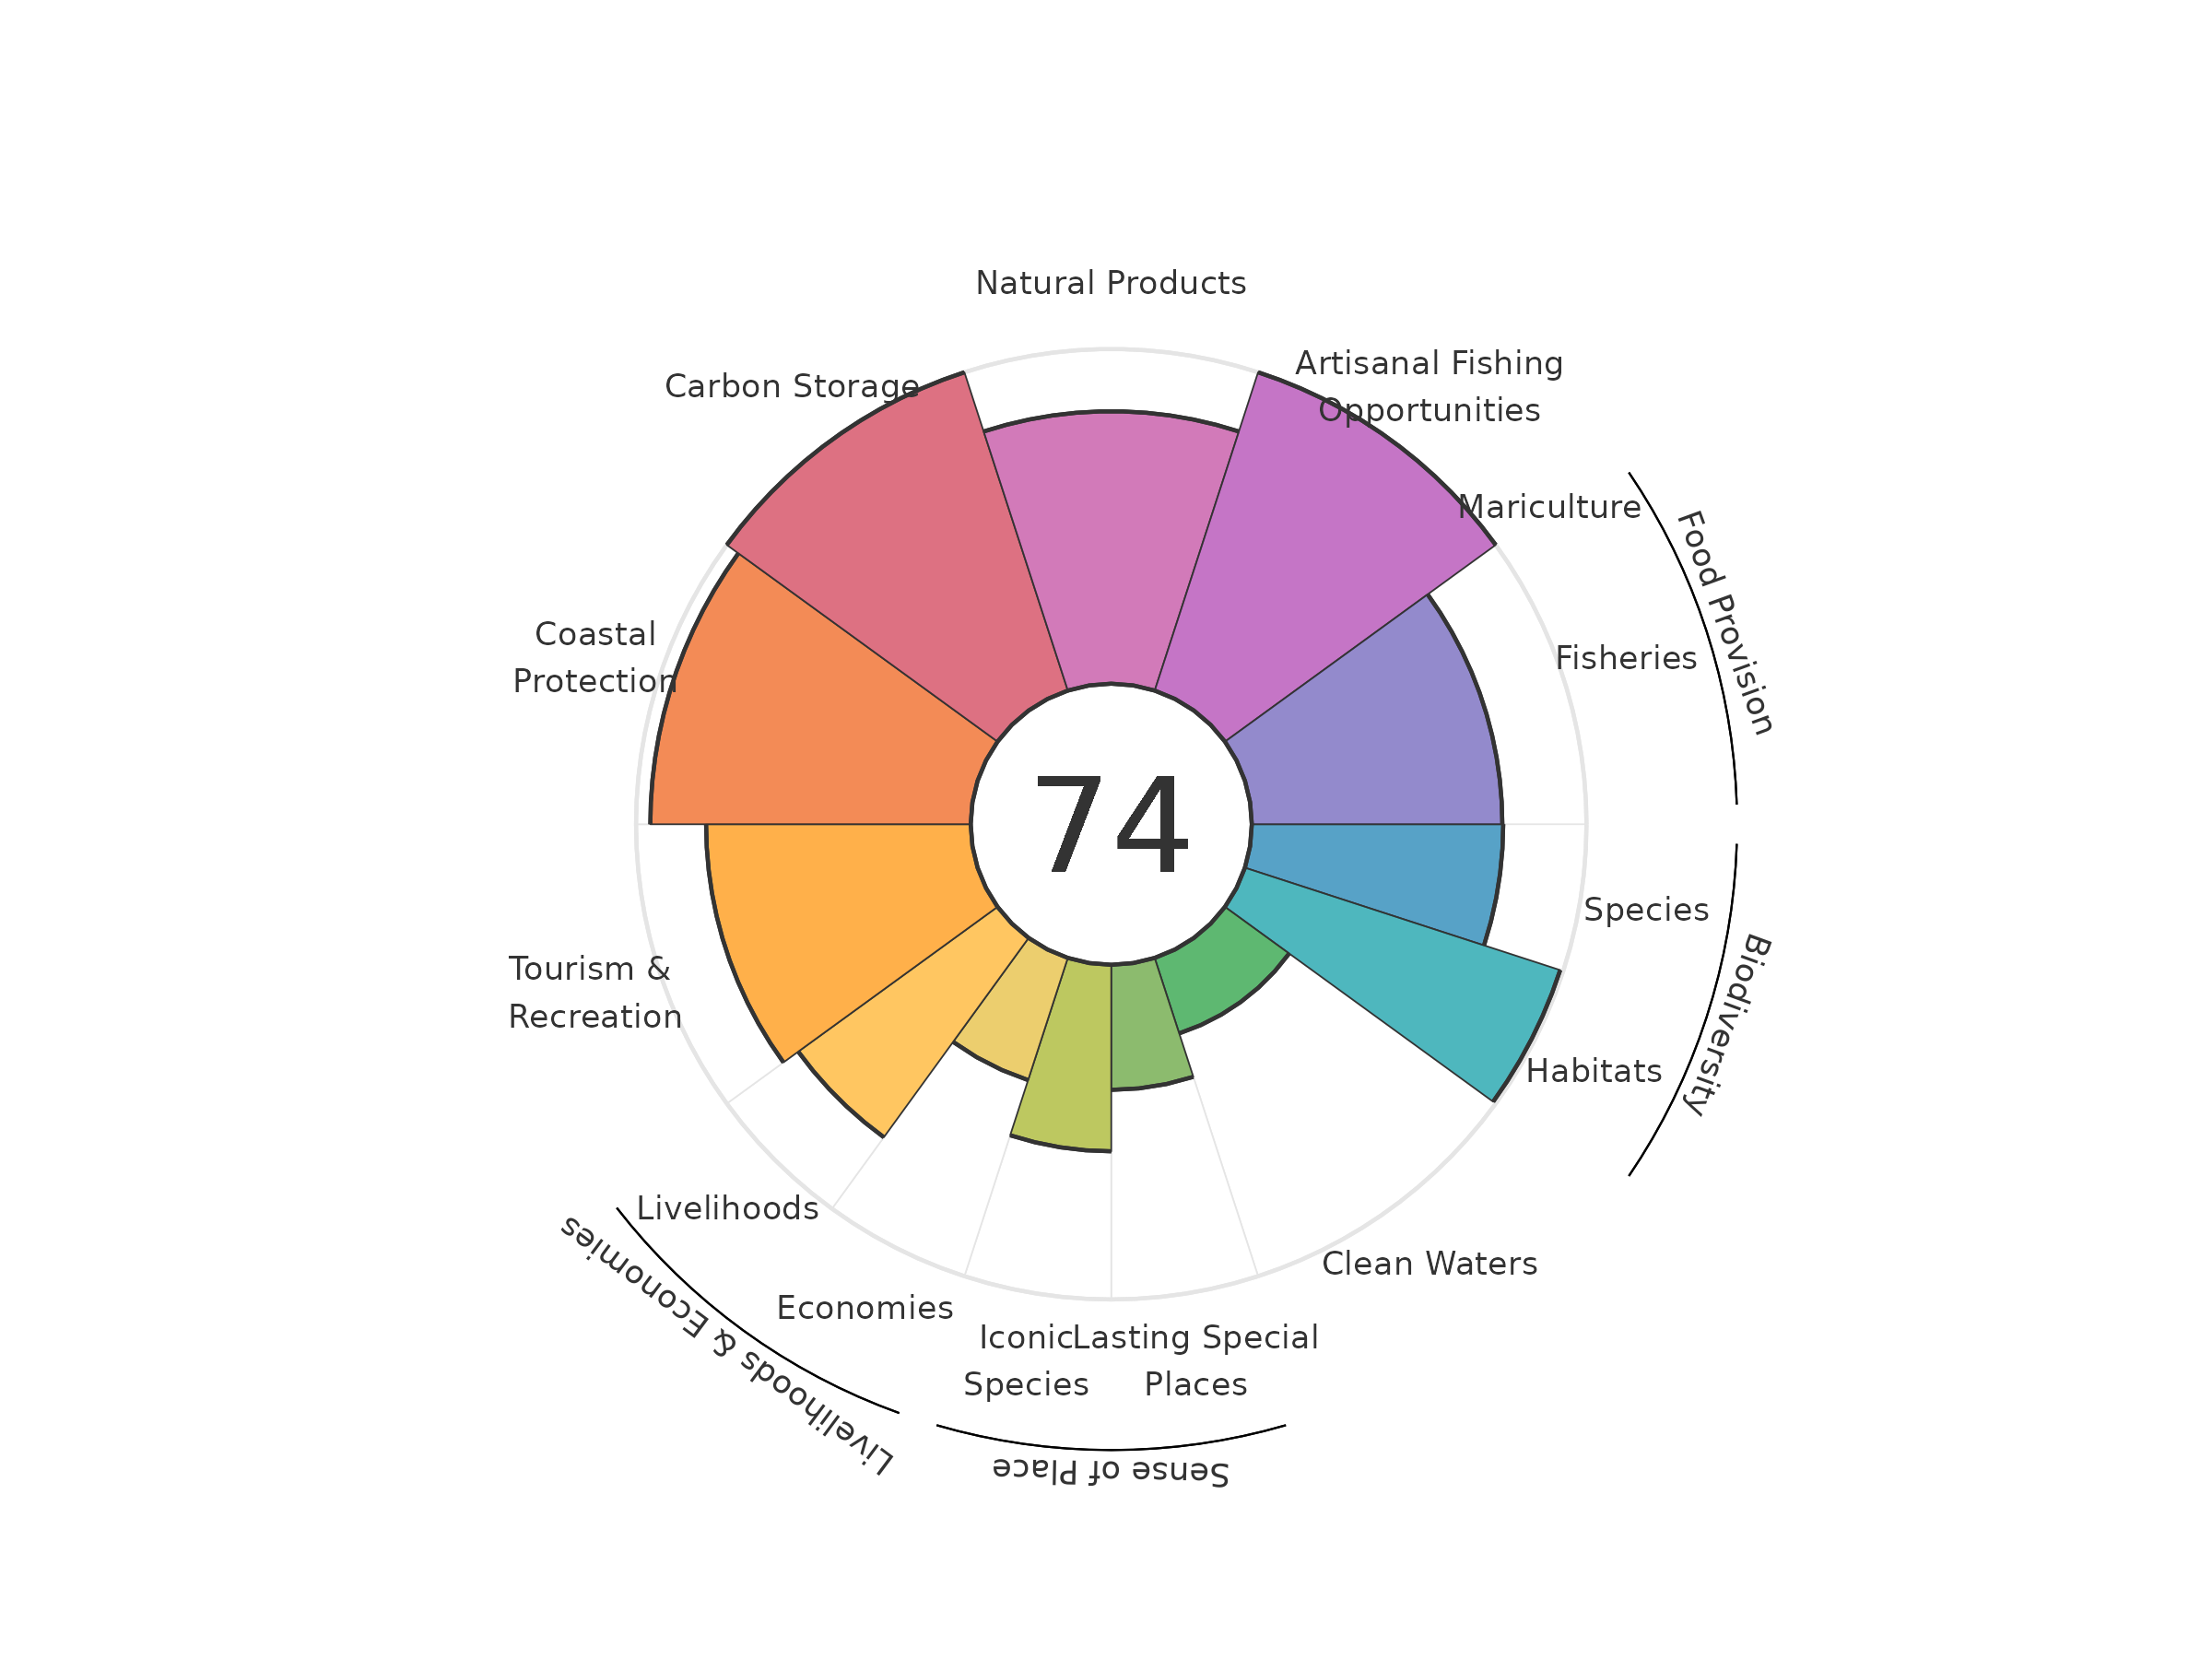 Natural Products
Artisanal Fishing
Opportunities
Carbon Storage
Mariculture
Food Provision
Coastal
Protection
Fisheries
74
Species
Biodiversity
Tourism &
Recreation
Habitats
Livelihoods
Clean Waters
Livelihoods & Economies
Economies
Iconic
Species
Lasting Special
Places
Sense of Place